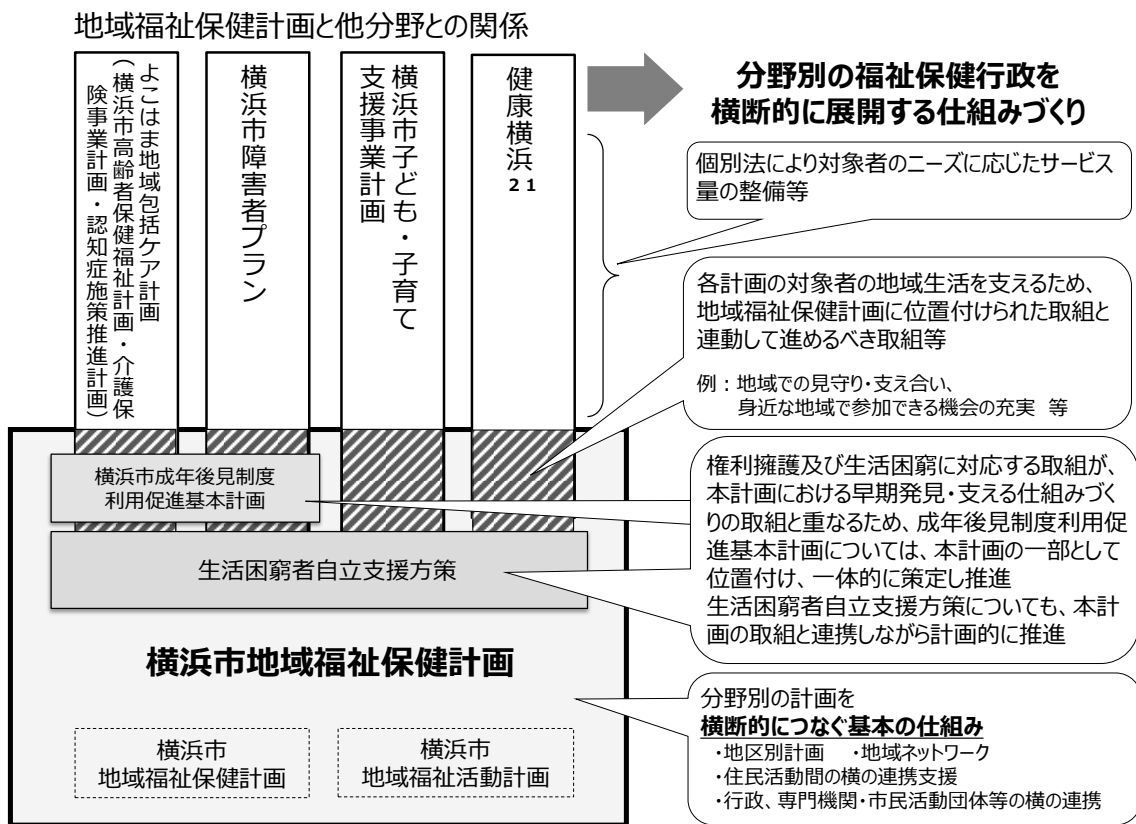 地域福祉保健計画と他分野との関係
よこはま地域包括ケア計画
(横浜市高齢者保健福祉計画・介護保
険事業計画・認知症施策推進計画)
横浜市障害者プラン
横浜市子ども・子育て
支援事業計画
健康横浜21
分野別の福祉保健行政を
横断的に展開する仕組みづくり
個別法により対象者のニーズに応じたサービス
量の整備等
各計画の対象者の地域生活を支えるため、
地域福祉保健計画に位置付けられた取組と
連動して進めるべき取組等
例：地域での見守り・支え合い、
身近な地域で参加できる機会の充実 等
横浜市成年後見制度
利用促進基本計画
権利擁護及び生活困窮に対応する取組が、
本計画における早期発見・支える仕組みづく
りの取組と重なるため、成年後見制度利用促
進基本計画については、本計画の一部として
位置付け、一体的に策定し推進
生活困窮者自立支援方策についても、本計
画の取組と連携しながら計画的に推進
生活困窮者自立支援方策
横浜市地域福祉保健計画
横浜市
地域福祉保健計画
横浜市
地域福祉活動計画
分野別の計画を
横断的につなぐ基本の仕組み
・地区別計画 ・地域ネットワーク
・住民活動間の横の連携支援
・行政、専門機関・市民活動団体等の横の連携